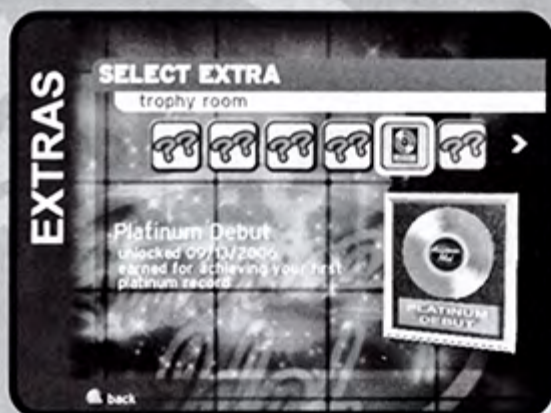 EXTRAS
SELECT EXTRA
trophy room
Platinum Debut
unlocked 09/13/2006
earned for achieving your first
platinum record
PLATINUM
DEBUT
back